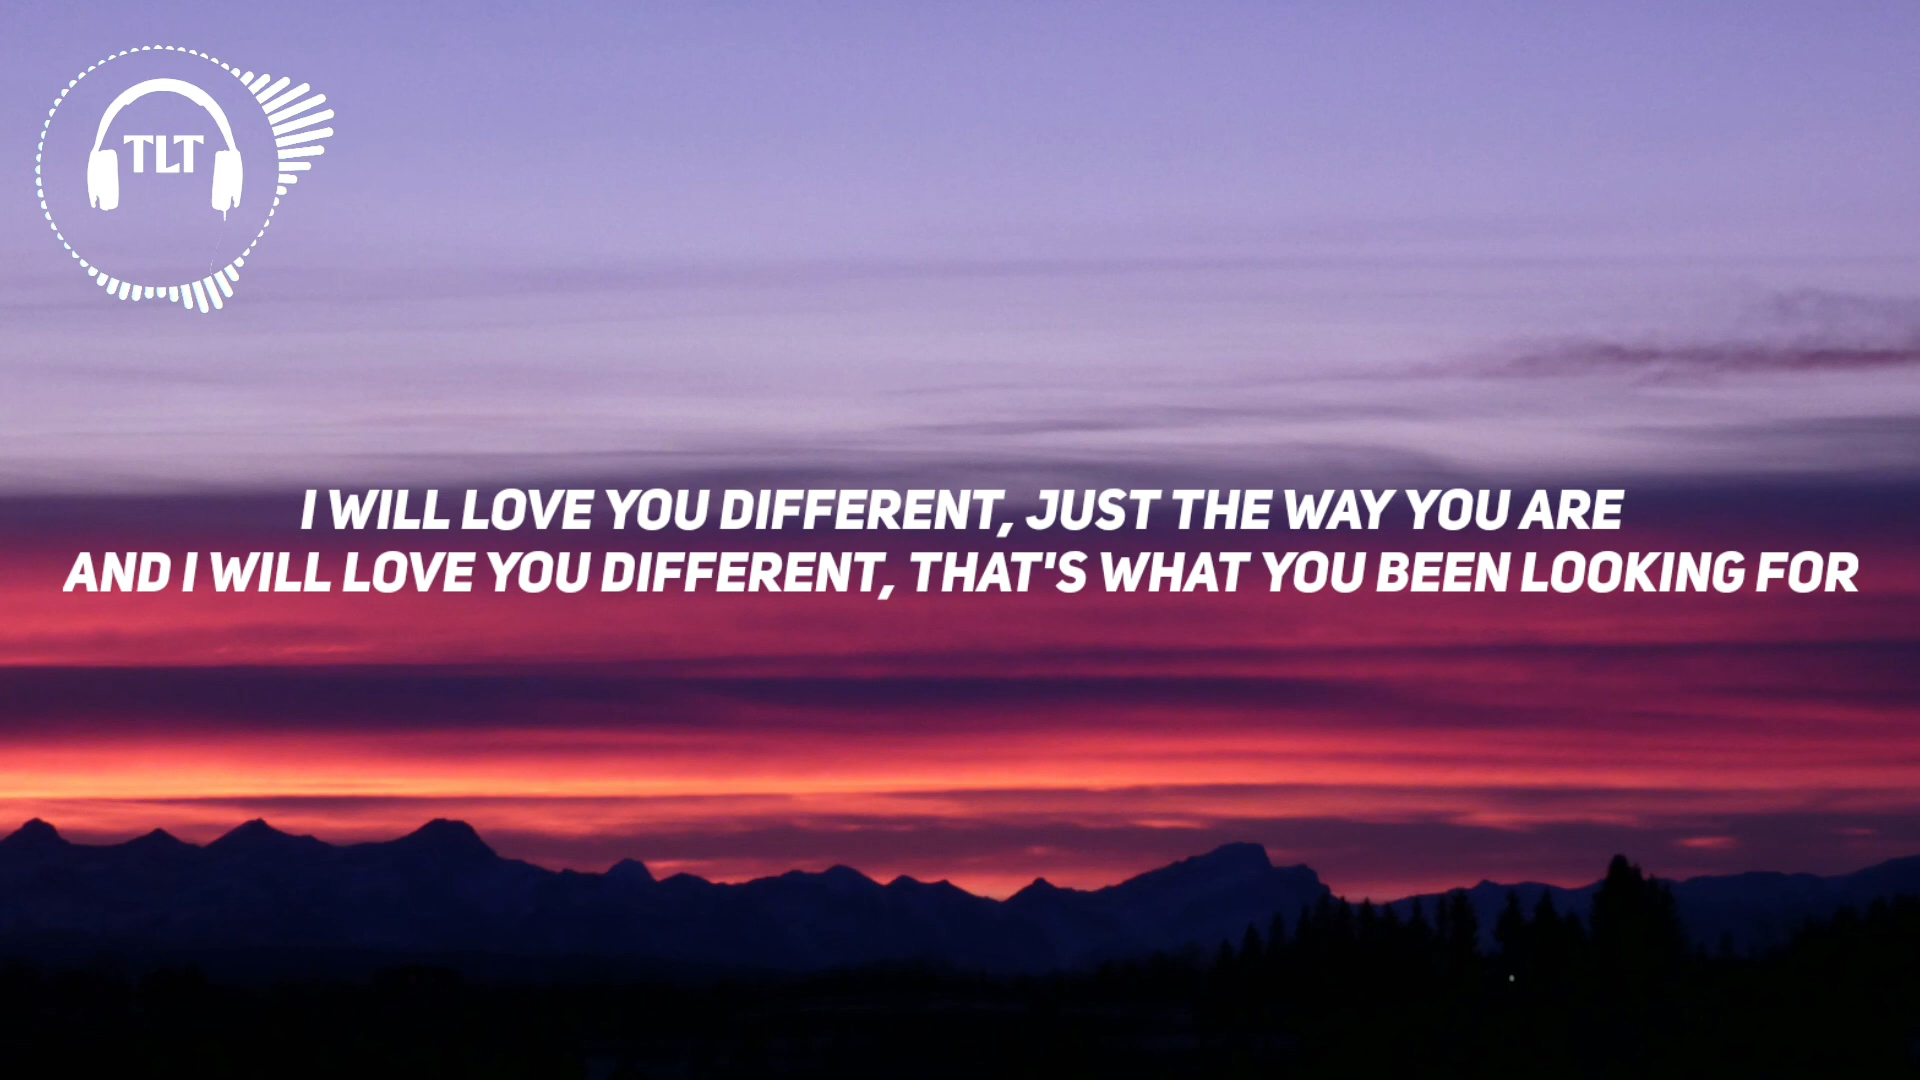 TLT
I WILL LOVE YOU DIFFERENT, JUST THE WAY YOU ARE
AND I WILL LOVE YOU DIFFERENT, THAT'S WHAT YOU BEEN LOOKING FOR